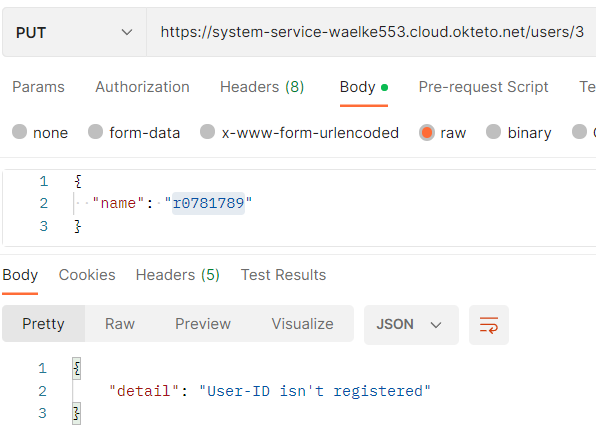 PUT https://system-service-waelke553.cloud.okteto.net/users/3
Params Authorization Headers (8) Body Pre-request Script Te
none form-data x-www-form-urlencoded raw binary
1 {
2 "name": "r0781789"
3 }
Body Cookies Headers (5) Test Results
Pretty Raw Preview Visualize JSON
1 {
2 "detail": "User-ID isn't registered"
3 }